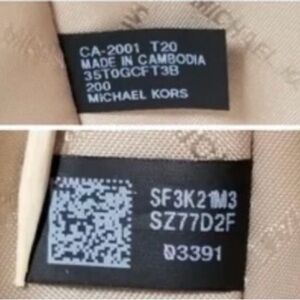 CA-2001 T20
MADE IN CAMBODIA
35T0GCFT3B
200
MICHAEL KORS
SF3K21M3
SZ77D2F
03391